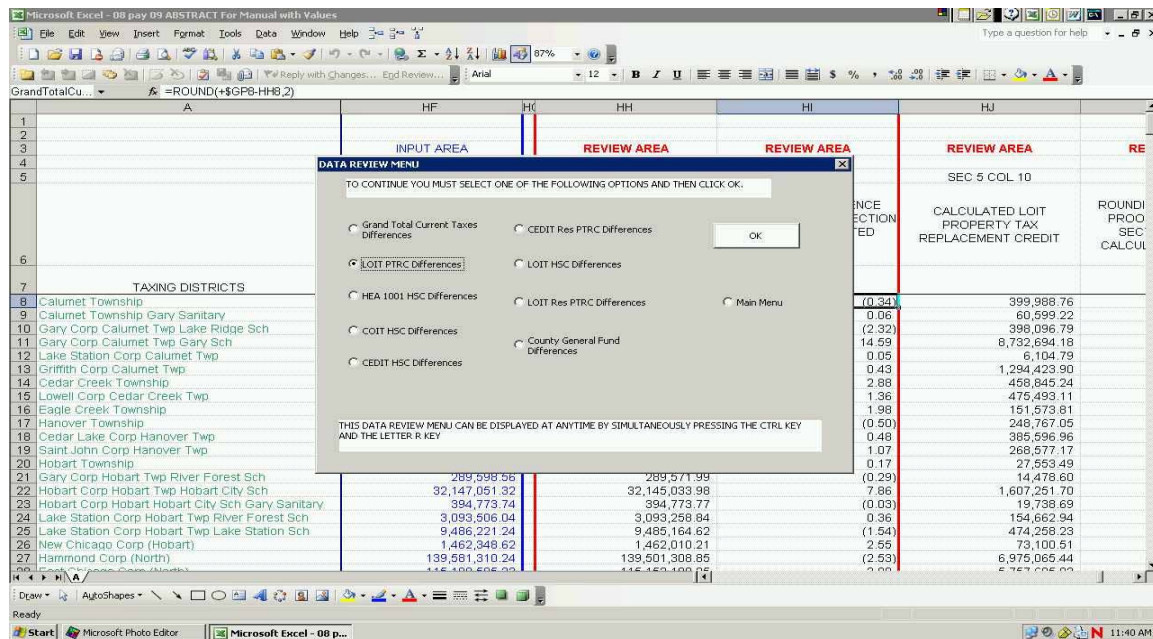 Microsoft Excel - 08 pay 09 ABSTRACT For Manual with Values
File Edit View Insert Format Tools Data Window Help
Type a question for help
87%
Reply with Changes... End Review...
Arial 12 B I U $ % ,
GrandTotalCu... fx =ROUND(+$GP8-HH8,2)
A HF HH HI HJ
1
2
3 INPUT AREA REVIEW AREA REVIEW AREA REVIEW AREA RE
4
5 SEC 5 COL 10
6 CALCULATED LOIT PROPERTY TAX REPLACEMENT CREDIT
7 TAXING DISTRICTS
DATA REVIEW MENU
TO CONTINUE YOU MUST SELECT ONE OF THE FOLLOWING OPTIONS AND THEN CLICK OK.
Grand Total Current Taxes Differences
CEDIT Res PTRC Differences
OK
LOIT PTRC Differences
LOIT HSC Differences
HEA 1001 HSC Differences
LOIT Res PTRC Differences
Main Menu
COIT HSC Differences
County General Fund Differences
CEDIT HSC Differences
THIS DATA REVIEW MENU CAN BE DISPLAYED AT ANYTIME BY SIMULTANEOUSLY PRESSING THE CTRL KEY
AND THE LETTER R KEY
8 Calumet Township (0.34) 399,988.76
9 Calumet Township Gary Sanitary 0.06 60,599.22
10 Gary Corp Calumet Twp Lake Ridge Sch (2.32) 398,096.79
11 Gary Corp Calumet Twp Gary Sch 14.59 8,732,694.18
12 Lake Station Corp Calumet Twp 0.05 6,104.79
13 Griffith Corp Calumet Twp 0.43 1,294,423.90
14 Cedar Creek Township 2.88 458,845.24
15 Lowell Corp Cedar Creek Twp 1.36 475,493.11
16 Eagle Creek Township 1.98 151,573.81
17 Hanover Township (0.50) 248,767.05
18 Cedar Lake Corp Hanover Twp 0.48 385,596.96
19 Saint John Corp Hanover Twp 1.07 268,577.17
20 Hobart Township 0.17 27,553.49
21 Gary Corp Hobart Twp River Forest Sch 289,598.56 289,571.99 (0.29) 14,478.60
22 Hobart Corp Hobart Twp Hobart City Sch 32,147,051.32 32,145,033.98 7.86 1,607,251.70
23 Hobart Corp Hobart Hobart City Sch Gary Sanitary 394,773.74 394,773.77 (0.03) 19,738.69
24 Lake Station Corp Hobart Twp River Forest Sch 3,093,506.04 3,093,258.84 0.36 154,662.94
25 Lake Station Corp Hobart Twp Lake Station Sch 9,486,221.24 9,485,164.62 (1.54) 474,258.23
26 New Chicago Corp (Hobart) 1,462,348.62 1,462,010.21 2.55 73,100.51
27 Hammond Corp (North) 139,581,310.24 139,501,308.85 (2.53) 6,975,065.44
A
Draw AutoShapes
Ready
Start Microsoft Photo Editor Microsoft Excel - 08 p... 11:40 AM